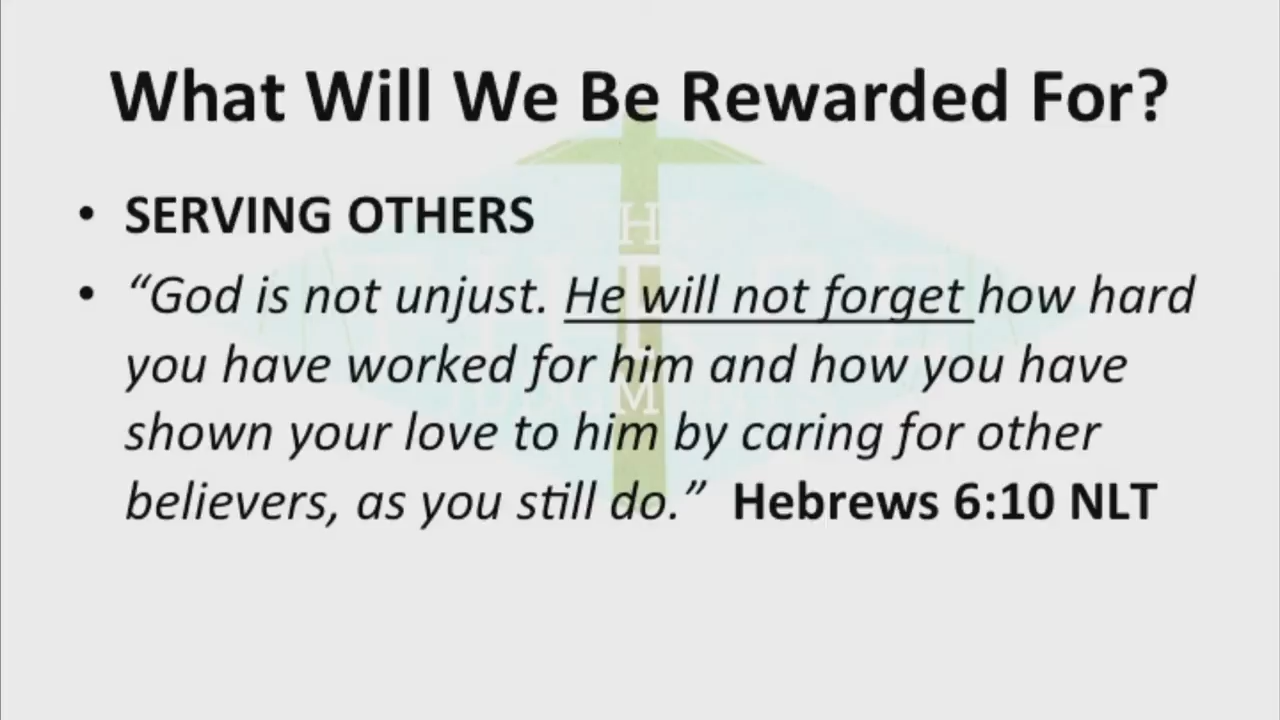 What Will We Be Rewarded For?
• SERVING OTHERS
• “God is not unjust. He will not forget how hard
you have worked for him and how you have
shown your love to him by caring for other
believers, as you still do.” Hebrews 6:10 NLT